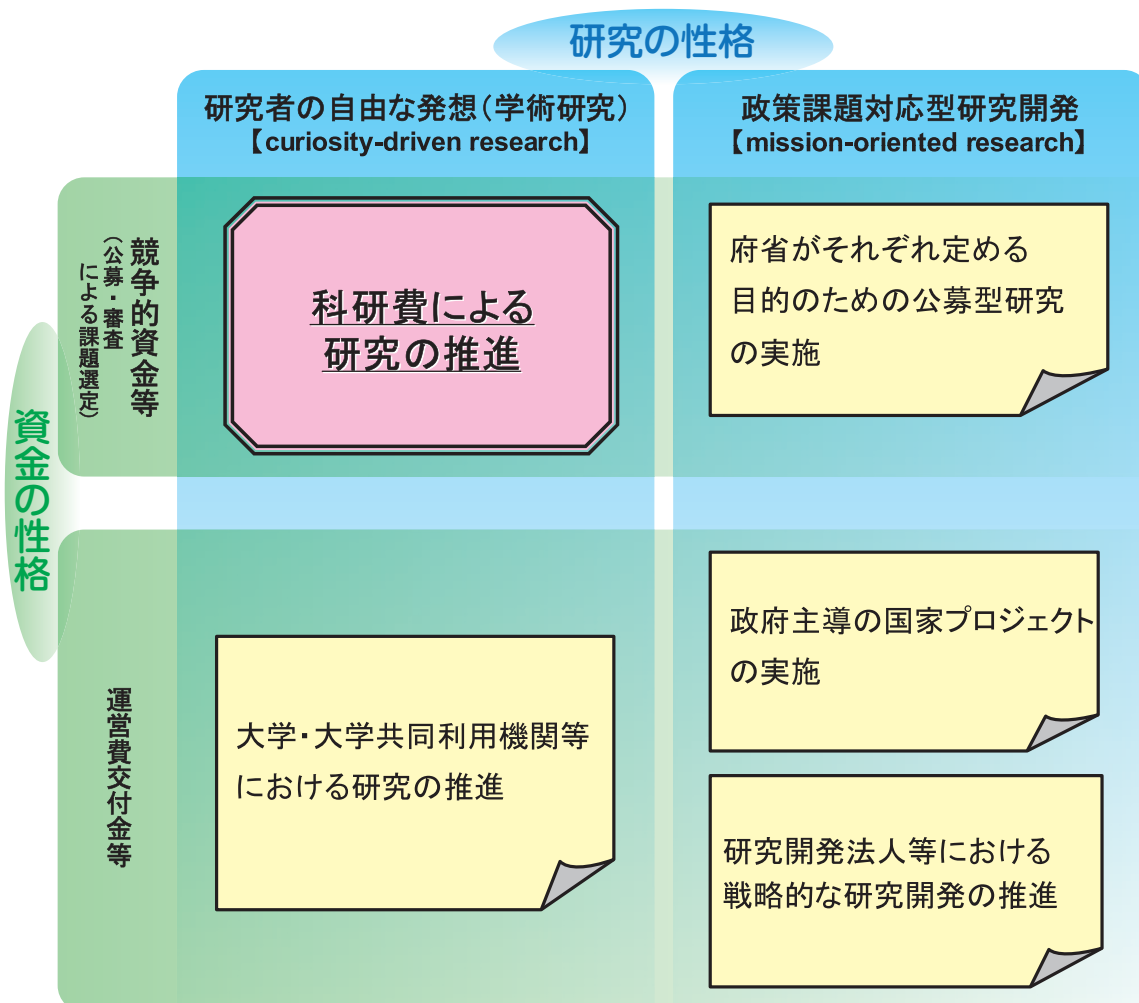 研究の性格
研究者の自由な発想(学術研究)
【curiosity-driven research】
政策課題対応型研究開発
【mission-oriented research】
資金の性格
競争的資金等
(公募・審査
による課題選定)
科研費による
研究の推進
府省がそれぞれ定める
目的のための公募型研究
の実施
運営費交付金等
大学・大学共同利用機関等
における研究の推進
政府主導の国家プロジェクト
の実施
研究開発法人等における
戦略的な研究開発の推進